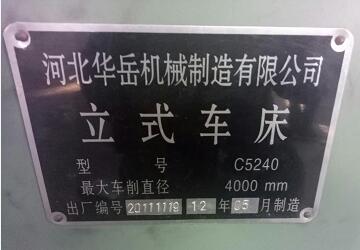 河北华岳机械制造有限公司
立式车床
型 号 C5240
最大车削直径 4000 mm
出厂编号 20111119 12 年 05 月制造